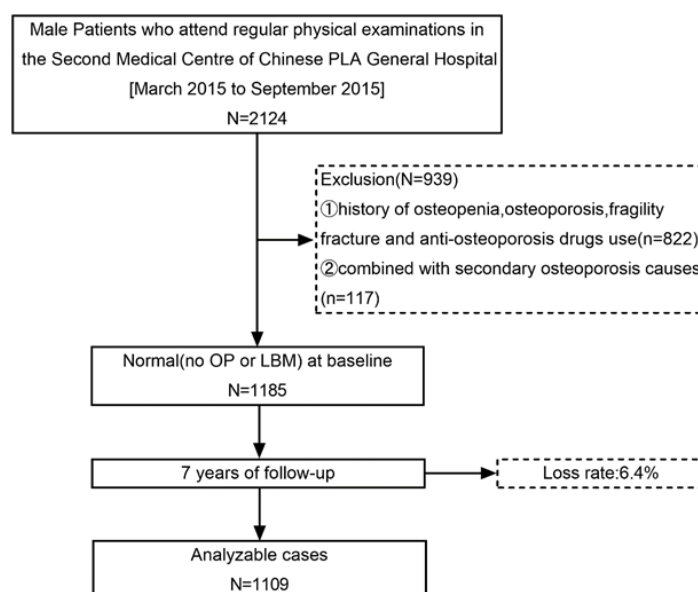 Male Patients who attend regular physical examinations in
the Second Medical Centre of Chinese PLA General Hospital
[March 2015 to September 2015]
N=2124
Exclusion(N=939)
①history of osteopenia,osteoporosis,fragility
fracture and anti-osteoporosis drugs use(n=822)
②combined with secondary osteoporosis causes
(n=117)
Normal(no OP or LBM) at baseline
N=1185
7 years of follow-up
Loss rate:6.4%
Analyzable cases
N=1109